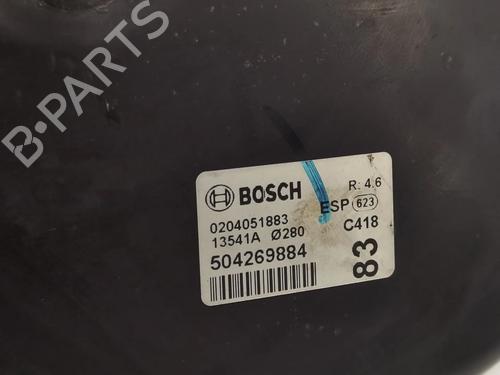 B-PARTS
BOSCH R: 4.6
0204051883 ESP 623
13541A Ø280 C418
504269884
83